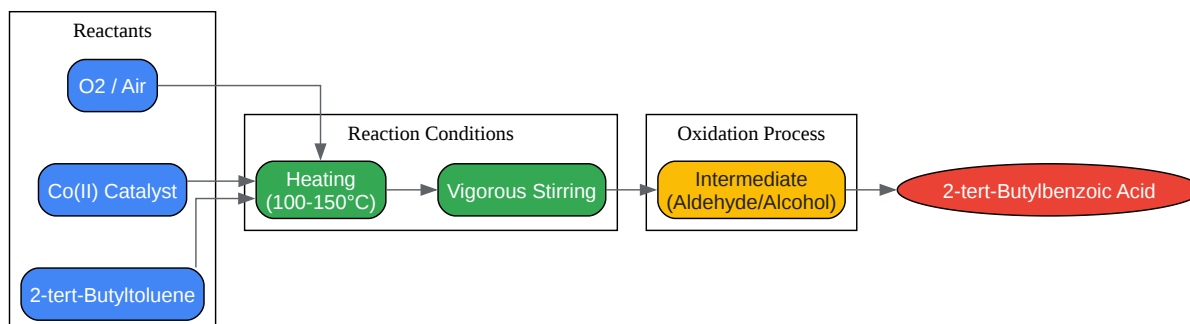 Reactants
O2 / Air
Co(II) Catalyst
2-tert-Butyltoluene
Reaction Conditions
Heating
(100-150°C)
Vigorous Stirring
Oxidation Process
Intermediate
(Aldehyde/Alcohol)
2-tert-Butylbenzoic Acid